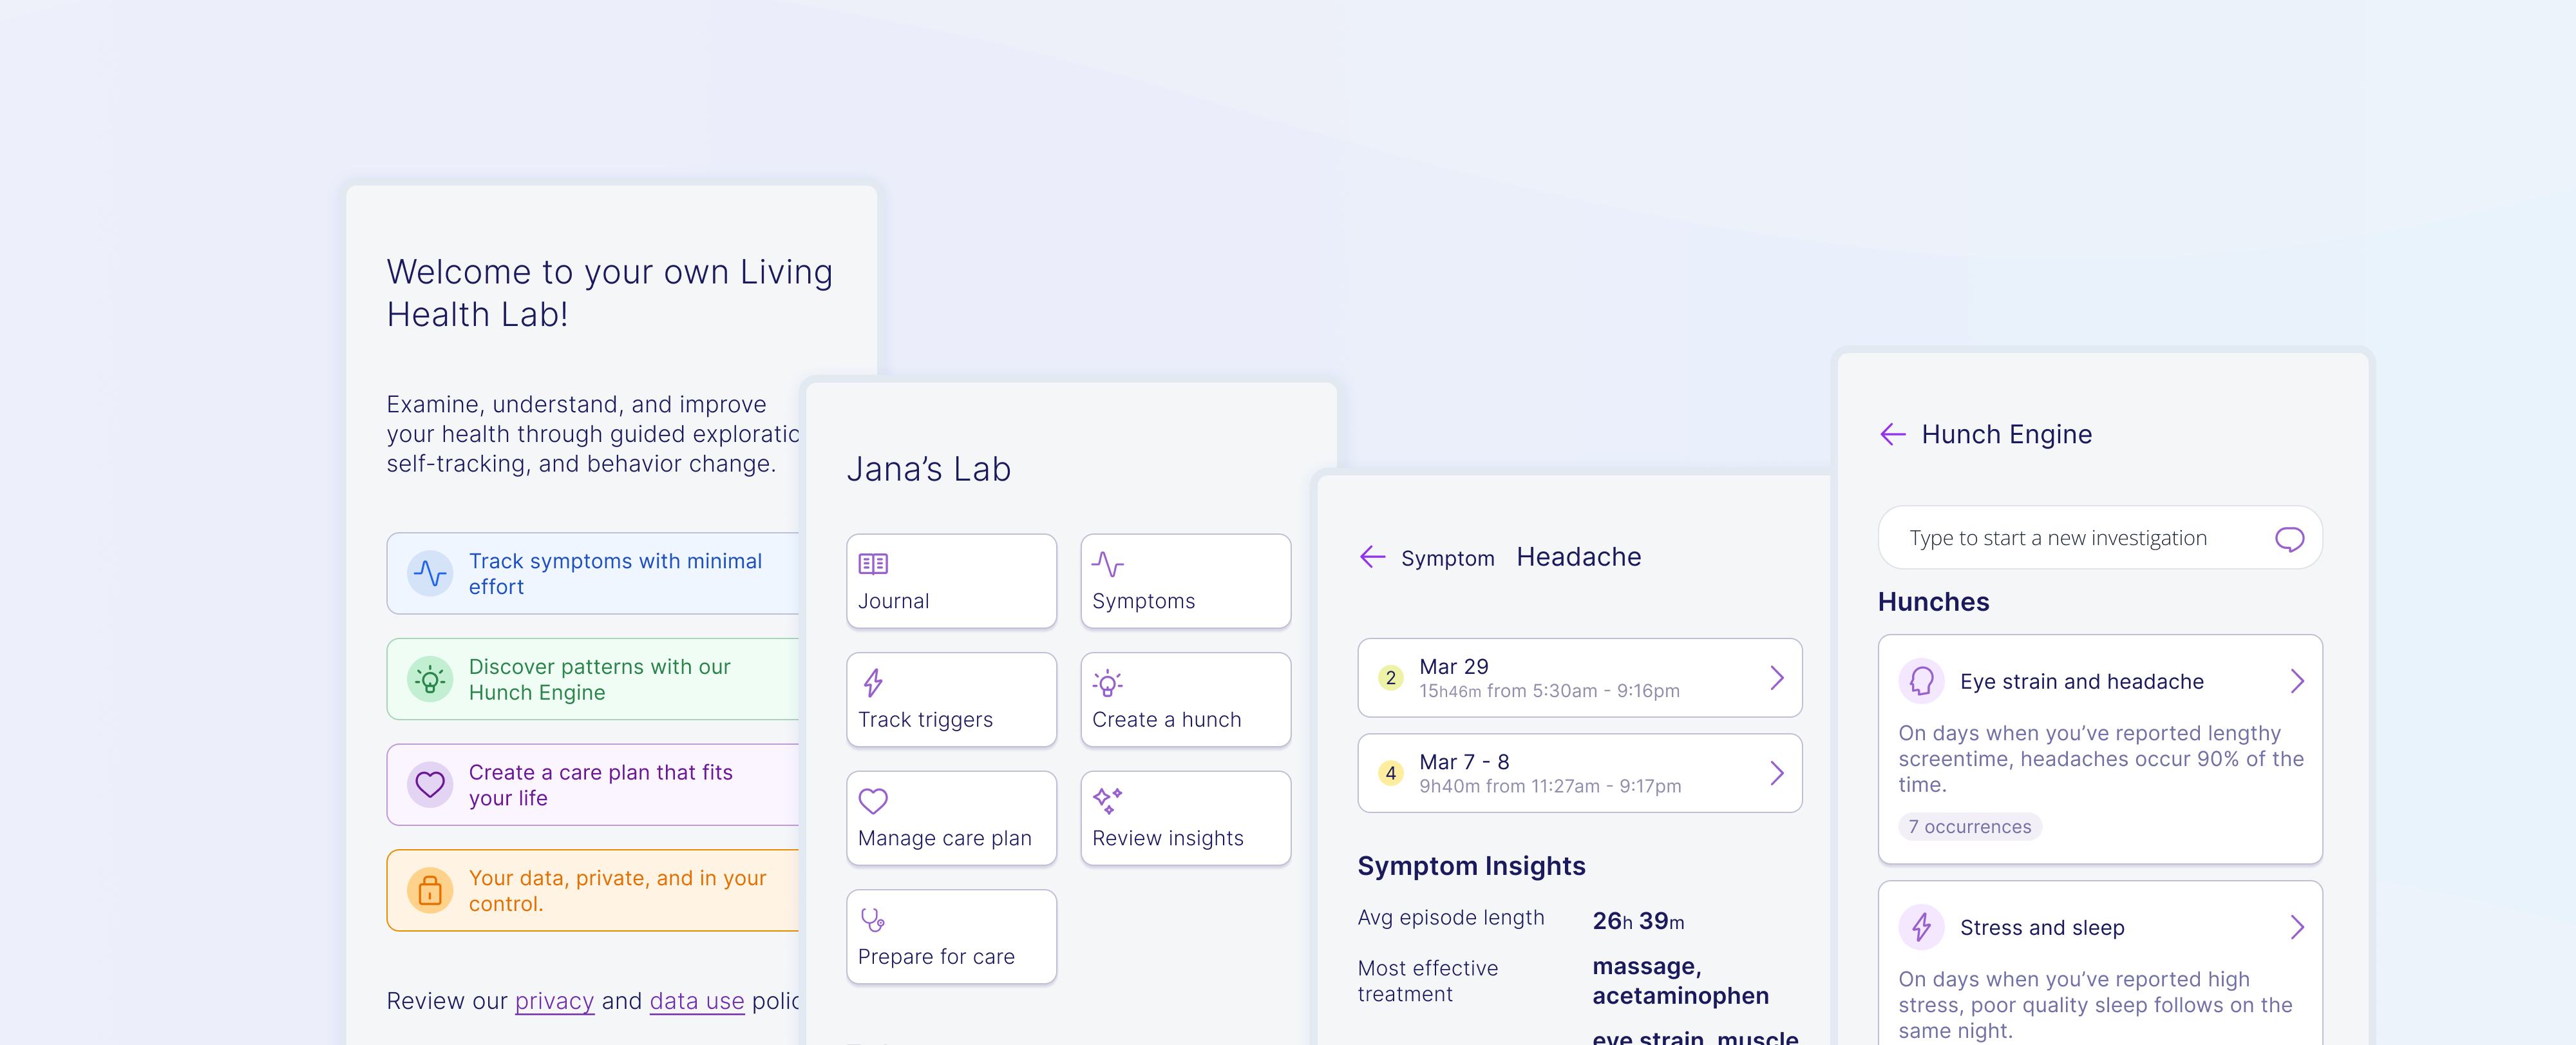 Welcome to your own Living
Health Lab!
Examine, understand, and improve
your health through guided
self-tracking, and behavior change.
Track symptoms with minimal
effort
Discover patterns with our
Hunch Engine
Create a care plan that fits
your life
Your data, private, and in your
control.
Review our privacy and data use
Jana’s Lab
Journal
Symptoms
Track triggers
Create a hunch
Manage care plan
Review insights
Prepare for care
Symptom Headache
2
Mar 29
15h46m from 5:30am - 9:16pm
4
Mar 7 - 8
9h40m from 11:27am - 9:17pm
Symptom Insights
Avg episode length
26h 39m
Most effective
treatment
massage,
acetaminophen
eye strain, muscle
Hunch Engine
Type to start a new investigation
Hunches
Eye strain and headache
On days when you’ve reported lengthy
screentime, headaches occur 90% of the
time.
7 occurrences
Stress and sleep
On days when you’ve reported high
stress, poor quality sleep follows on the
same night.